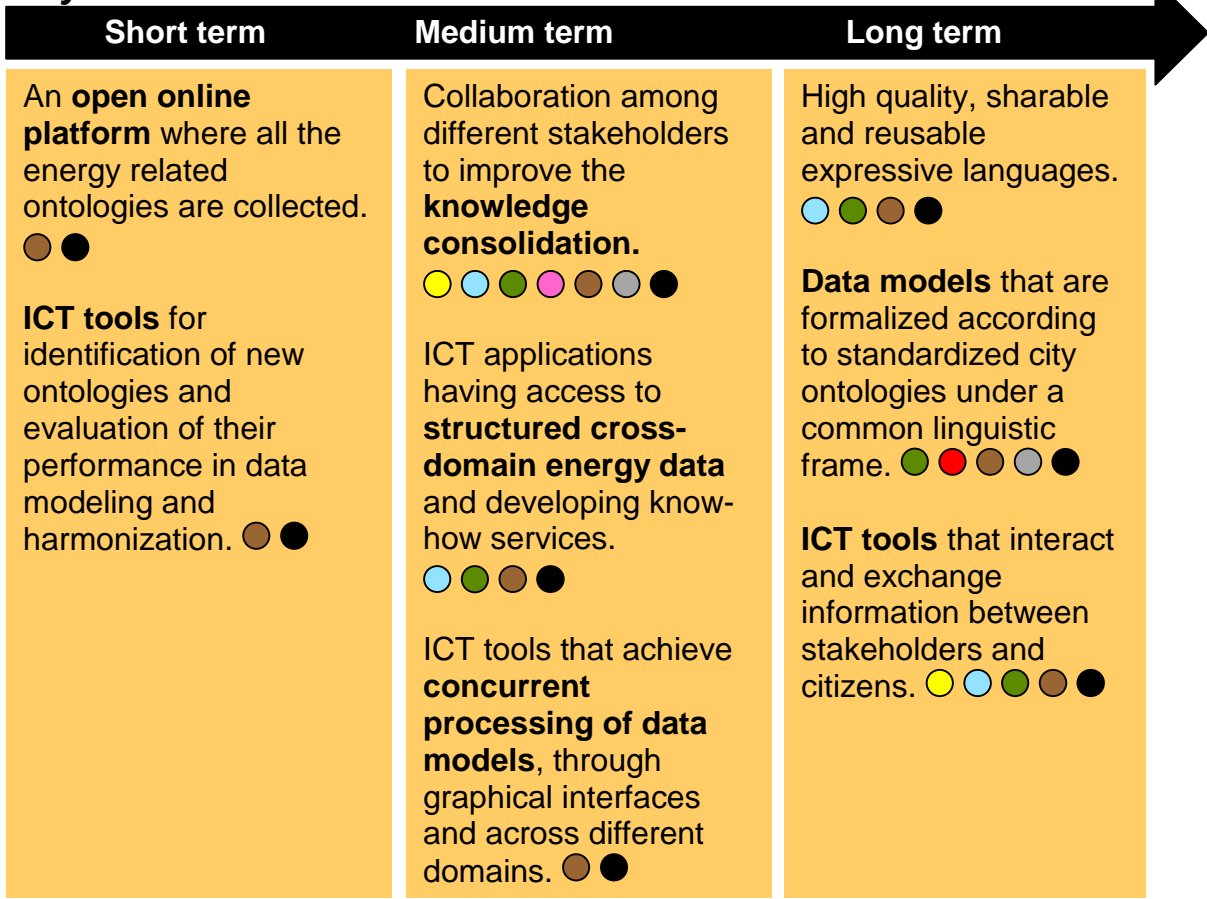 Short term
Medium term
Long term
An open online
platform where all the
energy related
ontologies are collected.
ICT tools for
identification of new
ontologies and
evaluation of their
performance in data
modeling and
harmonization.
Collaboration among
different stakeholders
to improve the
knowledge
consolidation.
ICT applications
having access to
structured cross-
domain energy data
and developing know-
how services.
ICT tools that achieve
concurrent
processing of data
models, through
graphical interfaces
and across different
domains.
High quality, sharable
and reusable
expressive languages.
Data models that are
formalized according
to standardized city
ontologies under a
common linguistic
frame.
ICT tools that interact
and exchange
information between
stakeholders and
citizens.